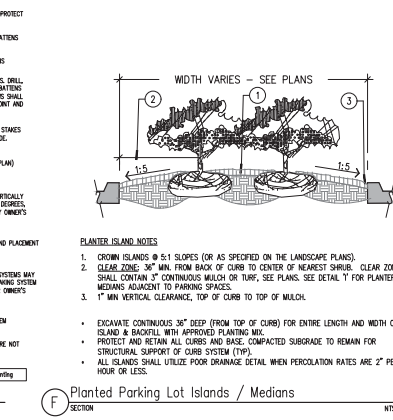 PROTECT
ATTENS
S. DRILL,
BATTENS
US SHALL
OINT AND
STAKES
DE.
PLAN)
RTICALLY
DEGREES,
OWNER'S
ND PLACEMENT
SYSTEMS MAY
AKING SYSTEM
OWNER'S
EM
RE NOT
nting
WIDTH VARIES - SEE PLANS
2
1
3
1:5
1:5
PLANTER ISLAND NOTES
1. CROWN ISLANDS @ 5:1 SLOPES (OR AS SPECIFIED ON THE LANDSCAPE PLANS).
2. CLEAR ZONE: 36" MIN. FROM BACK OF CURB TO CENTER OF NEAREST SHRUB. CLEAR ZON
SHALL CONTAIN 3" CONTINUOUS MULCH OR TURF, SEE PLANS. SEE DETAIL 'I' FOR PLANTER
MEDIANS ADJACENT TO PARKING SPACES.
3. 1" MIN VERTICAL CLEARANCE, TOP OF CURB TO TOP OF MULCH.
• EXCAVATE CONTINUOUS 36" DEEP (FROM TOP OF CURB) FOR ENTIRE LENGTH AND WIDTH O
ISLAND & BACKFILL WITH APPROVED PLANTING MIX.
• PROTECT AND RETAIN ALL CURBS AND BASE. COMPACTED SUBGRADE TO REMAIN FOR
STRUCTURAL SUPPORT OF CURB SYSTEM (TYP).
• ALL ISLANDS SHALL UTILIZE POOR DRAINAGE DETAIL WHEN PERCOLATION RATES ARE 2" PE
HOUR OR LESS.
F
Planted Parking Lot Islands / Medians
SECTION
NTS